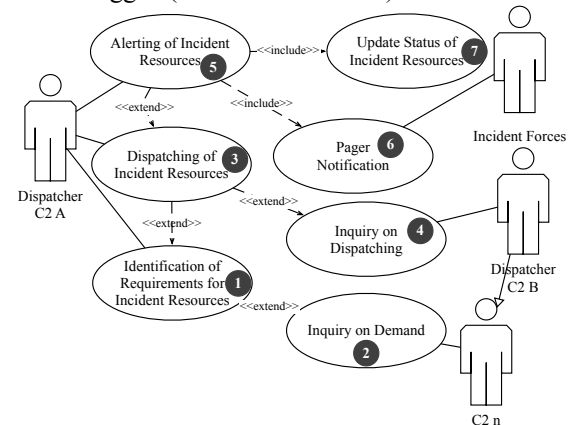 Alerting of Incident
Resources
5
<<include>>
Update Status of
Incident Resources
7
<<extend>>
<<include>>
Incident Forces
Dispatching of
Incident Resources
3
Pager
Notification
6
Dispatcher
C2 A
<<extend>>
<<extend>>
Inquiry on
Dispatching
4
Identification of
Requirements for
Incident Resources
1
Dispatcher
C2 B
<<extend>>
Inquiry on Demand
2
C2 n